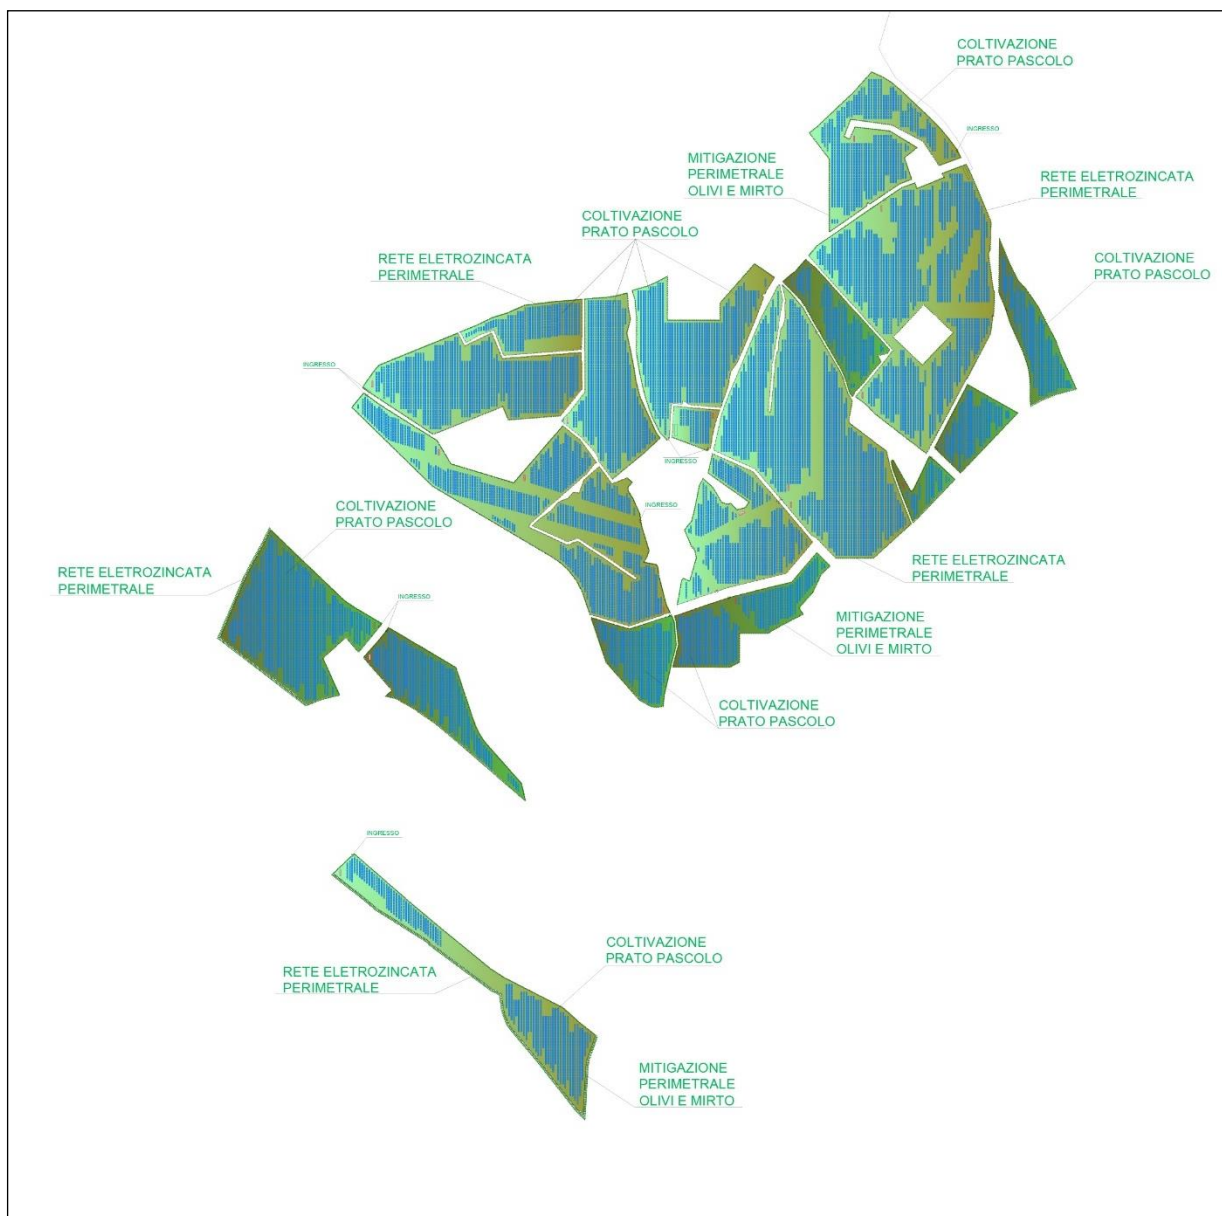 COLTIVAZIONE
PRATO PASCOLO
INGRESSO
MITIGAZIONE
PERIMETRALE
OLIVI E MIRTO
RETE ELETROZINCATA
PERIMETRALE
COLTIVAZIONE
PRATO PASCOLO
RETE ELETROZINCATA
PERIMETRALE
COLTIVAZIONE
PRATO PASCOLO
INGRESSO
INGRESSO
INGRESSO
COLTIVAZIONE
PRATO PASCOLO
RETE ELETROZINCATA
PERIMETRALE
RETE ELETROZINCATA
PERIMETRALE
INGRESSO
MITIGAZIONE
PERIMETRALE
OLIVI E MIRTO
COLTIVAZIONE
PRATO PASCOLO
INGRESSO
COLTIVAZIONE
PRATO PASCOLO
RETE ELETROZINCATA
PERIMETRALE
MITIGAZIONE
PERIMETRALE
OLIVI E MIRTO